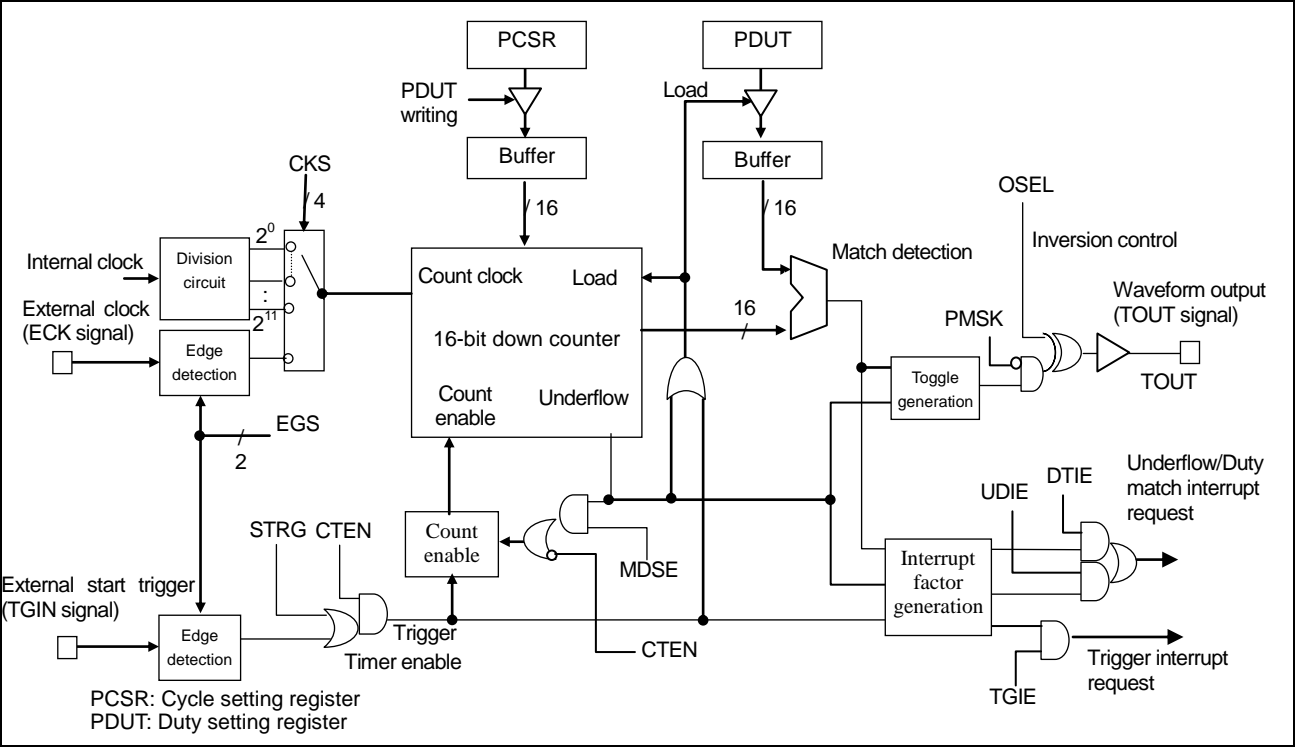 PCSR
PDUT
PDUT
writing
Load
Buffer
Buffer
CKS
4
16
16
OSEL
Inversion control
Internal clock
Division
circuit
2^0
:
2^11
Count clock
Load
Match detection
External clock
(ECK signal)
Edge
detection
16-bit down counter
16
PMSK
Waveform output
(TOUT signal)
TOUT
Count
enable
Underflow
Toggle
generation
EGS
2
STRG
CTEN
Count
enable
MDSE
UDIE
DTIE
Underflow/Duty
match interrupt
request
Interrupt
factor
generation
External start trigger
(TGIN signal)
Edge
detection
Trigger
Timer enable
CTEN
TGIE
Trigger interrupt
request
PCSR: Cycle setting register
PDUT: Duty setting register